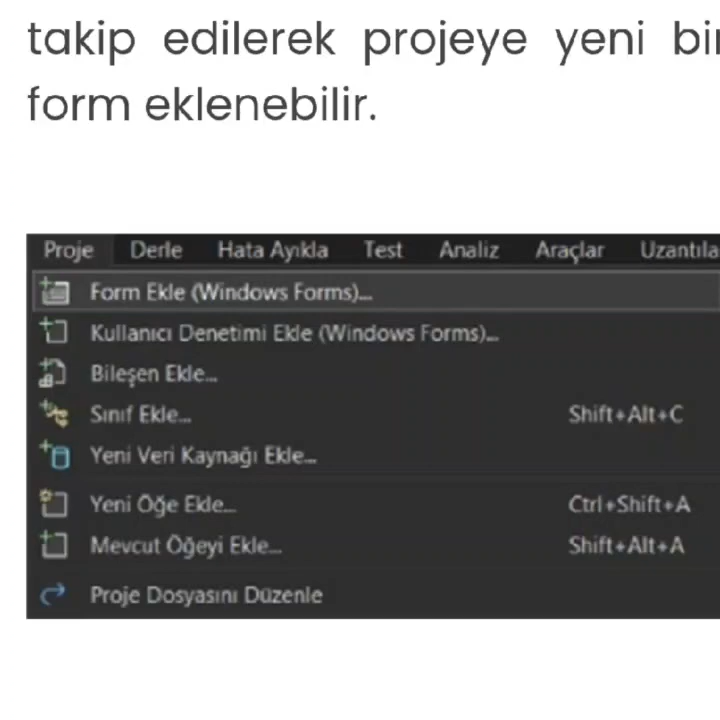 takip edilerek projeye yeni bir
form eklenebilir.
Proje Derle Hata Ayıkla Test Analiz Araçlar Uzantıla
Form Ekle (Windows Forms)...
Kullanıcı Denetimi Ekle (Windows Forms)...
Bileşen Ekle...
Sınıf Ekle... Shift+Alt+C
Yeni Veri Kaynağı Ekle...
Yeni Öğe Ekle... Ctrl+Shift+A
Mevcut Öğeyi Ekle... Shift+Alt+A
Proje Dosyasını Düzenle